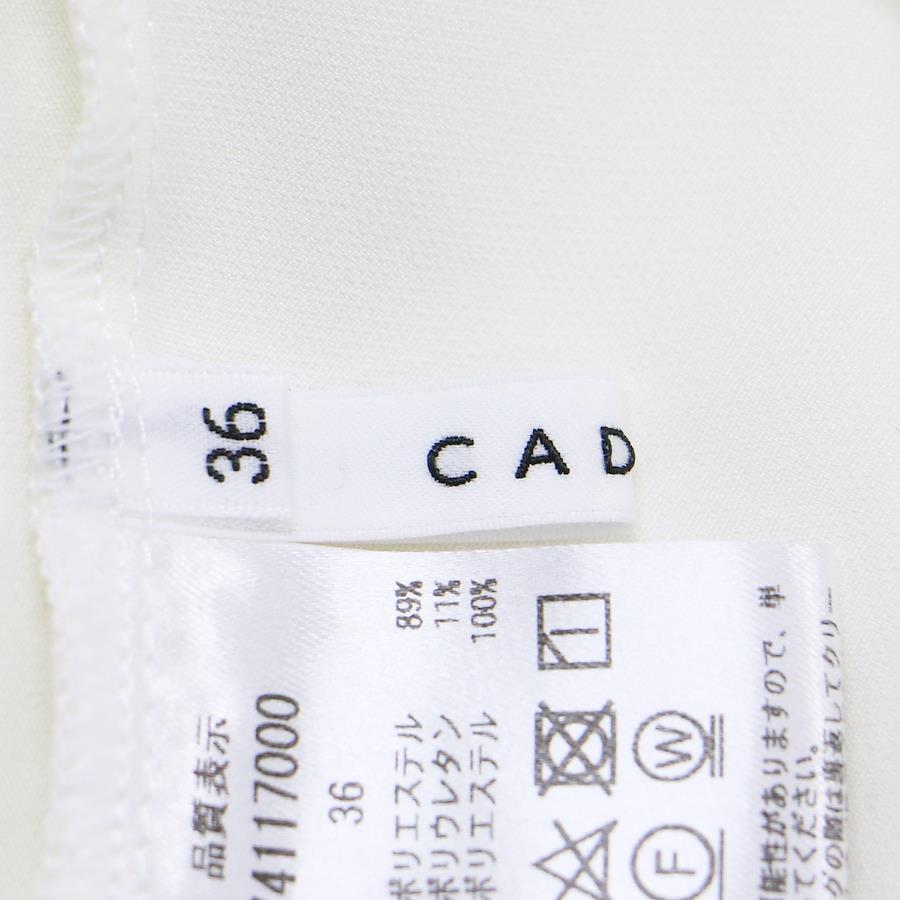 36
CAD
品質表示
74117000
36
ポリエステル 89%
ポリウレタン 11%
ポリエステル 100%
W
F
可能性がありますので、単
てください。
グの際は裏返してクリー